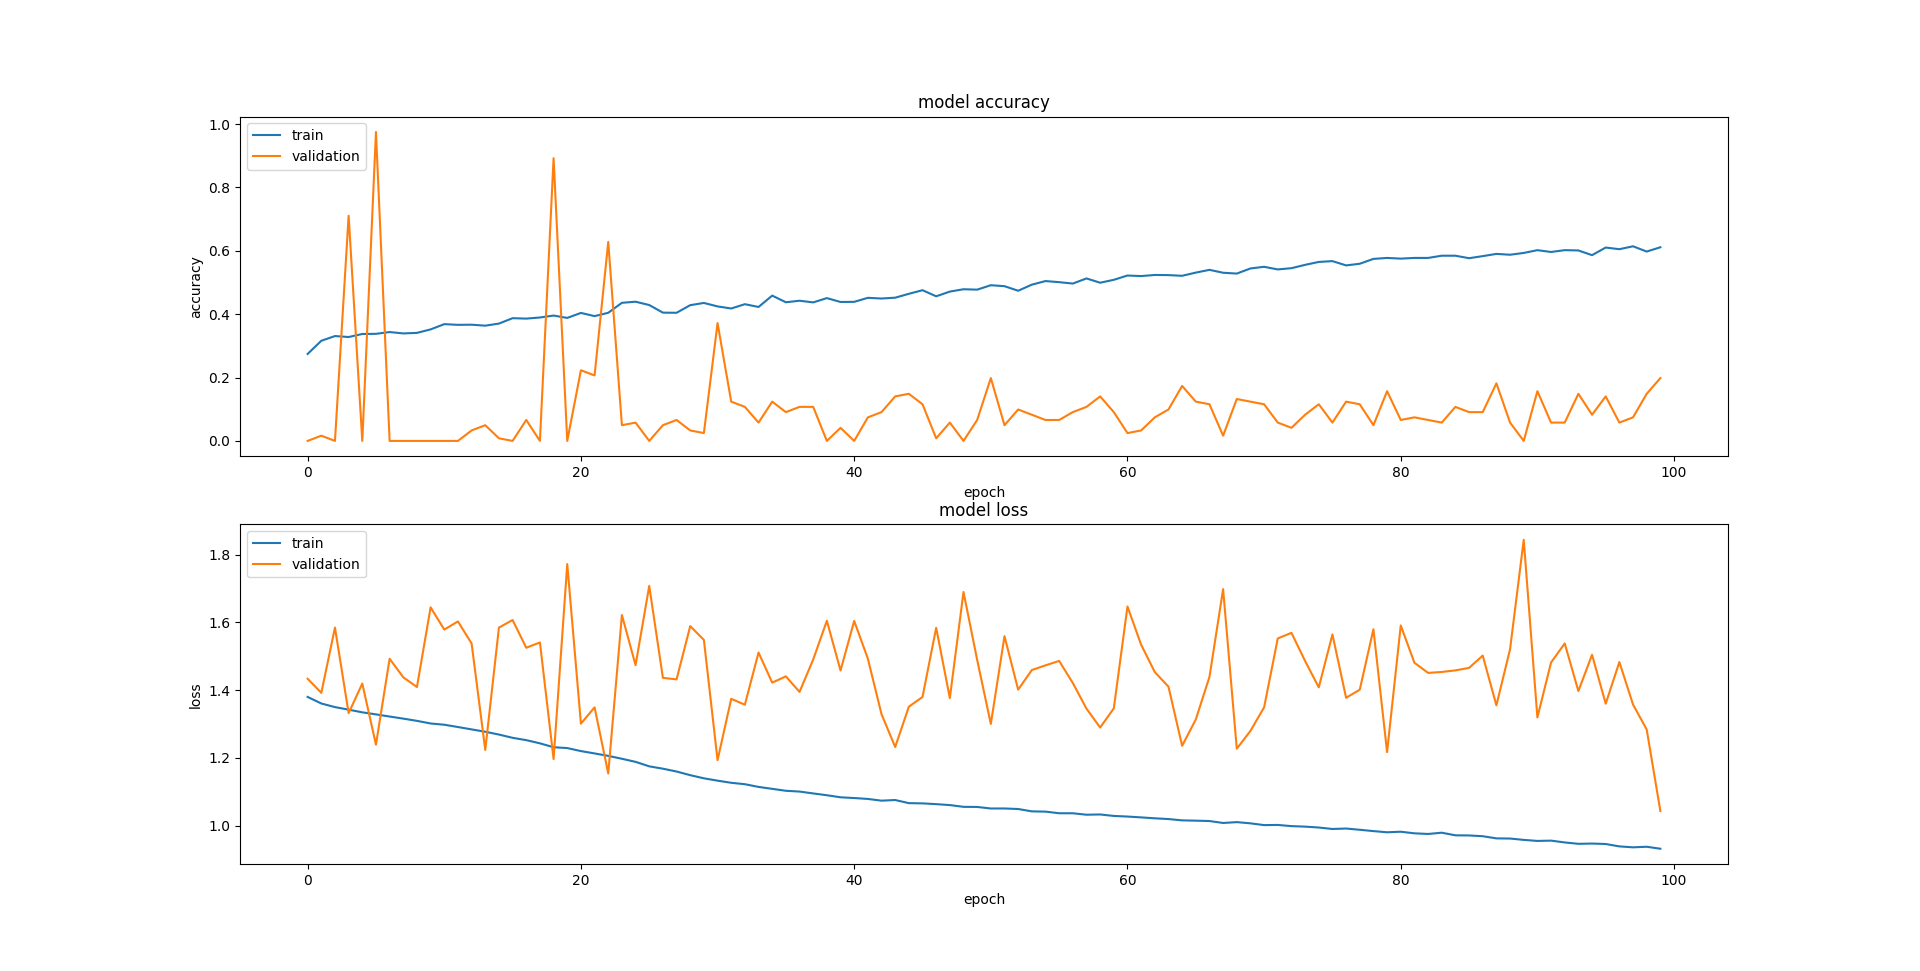 model accuracy
train
validation
1.0
0.8
0.6
0.4
0.2
0.0
accuracy
0 20 40 60 80 100
epoch
model loss
train
validation
1.8
1.6
1.4
1.2
1.0
loss
0 20 40 60 80 100
epoch